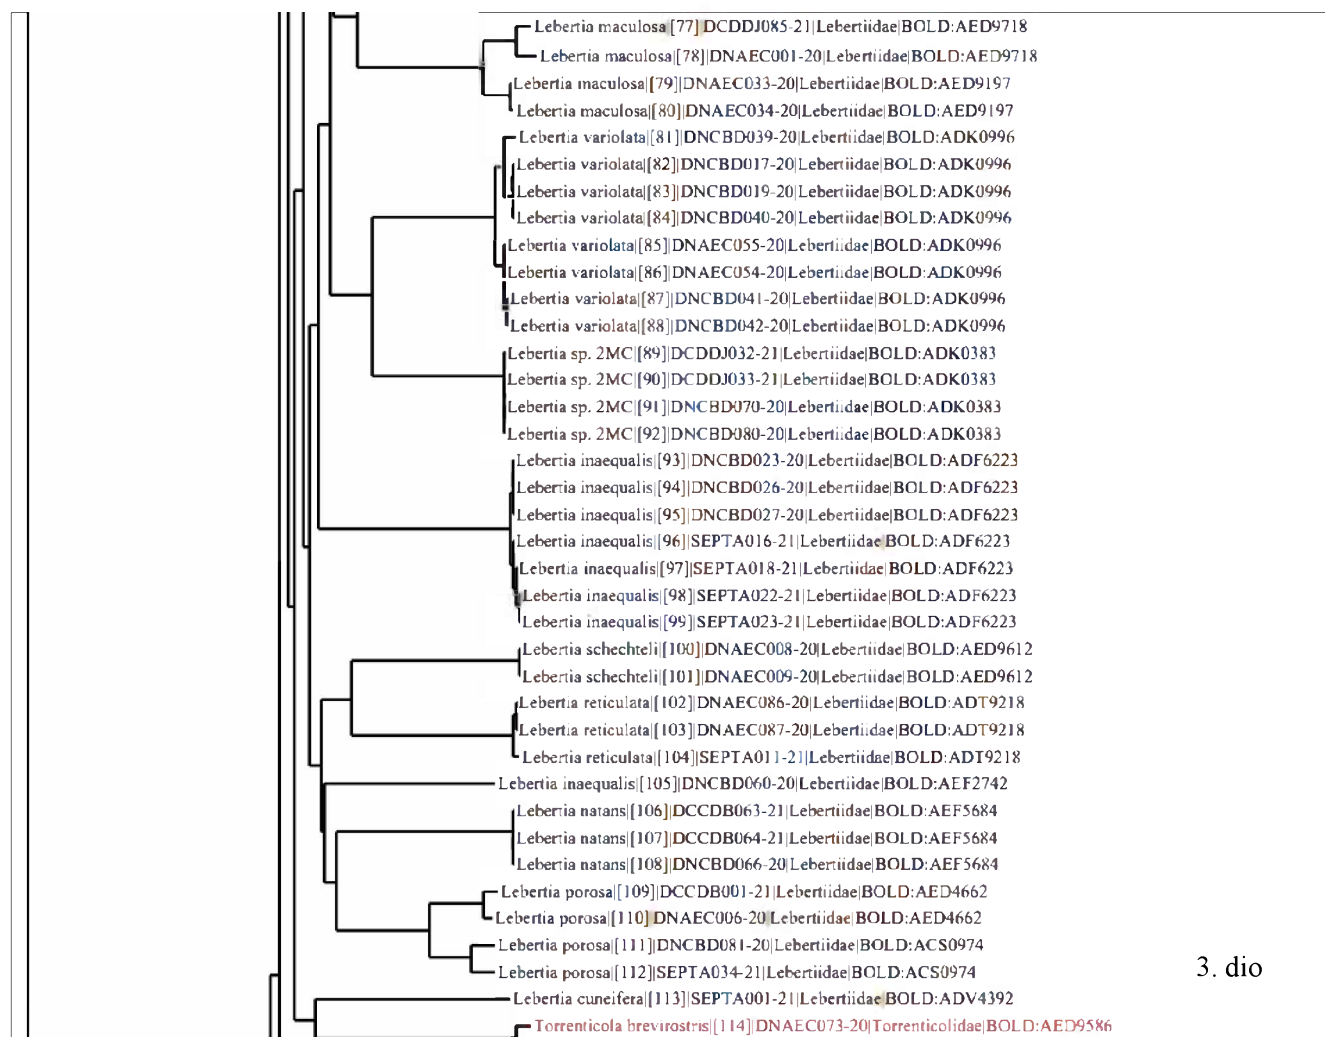 Lebertia maculosa|[77]|DCDDJ085-21|Lebertiidae|BOLD:AED9718
Lebertia maculosa|[78]|DNAEC001-20|Lebertiidae|BOLD:AED9718
Lebertia maculosa|[79]|DNAEC033-20|Lebertiidae|BOLD:AED9197
Lebertia maculosa|[80]|DNAEC034-20|Lebertiidae|BOLD:AED9197
Lebertia variolata|[81]|DNCBD039-20|Lebertiidae|BOLD:ADK0996
Lebertia variolata|[82]|DNCBD017-20|Lebertiidae|BOLD:ADK0996
Lebertia variolata|[83]|DNCBD019-20|Lebertiidae|BOLD:ADK0996
Lebertia variolata|[84]|DNCBD040-20|Lebertiidae|BOLD:ADK0996
Lebertia variolata|[85]|DNAEC055-20|Lebertiidae|BOLD:ADK0996
Lebertia variolata|[86]|DNAEC054-20|Lebertiidae|BOLD:ADK0996
Lebertia variolata|[87]|DNCBD041-20|Lebertiidae|BOLD:ADK0996
Lebertia variolata|[88]|DNCBD042-20|Lebertiidae|BOLD:ADK0996
Lebertia sp. 2MC|[89]|DCDDJ032-21|Lebertiidae|BOLD:ADK0383
Lebertia sp. 2MC|[90]|DCDDJ033-21|Lebertiidae|BOLD:ADK0383
Lebertia sp. 2MC|[91]|DNCBD070-20|Lebertiidae|BOLD:ADK0383
Lebertia sp. 2MC|[92]|DNCBD080-20|Lebertiidae|BOLD:ADK0383
Lebertia inaequalis|[93]|DNCBD023-20|Lebertiidae|BOLD:ADF6223
Lebertia inaequalis|[94]|DNCBD026-20|Lebertiidae|BOLD:ADF6223
Lebertia inaequalis|[95]|DNCBD027-20|Lebertiidae|BOLD:ADF6223
Lebertia inaequalis|[96]|SEPTA016-21|Lebertiidae|BOLD:ADF6223
Lebertia inaequalis|[97]|SEPTA018-21|Lebertiidae|BOLD:ADF6223
Lebertia inaequalis|[98]|SEPTA022-21|Lebertiidae|BOLD:ADF6223
Lebertia inaequalis|[99]|SEPTA023-21|Lebertiidae|BOLD:ADF6223
Lebertia schechteli|[100]|DNAEC008-20|Lebertiidae|BOLD:AED9612
Lebertia schechteli|[101]|DNAEC009-20|Lebertiidae|BOLD:AED9612
Lebertia reticulata|[102]|DNAEC086-20|Lebertiidae|BOLD:ADT9218
Lebertia reticulata|[103]|DNAEC087-20|Lebertiidae|BOLD:ADT9218
Lebertia reticulata|[104]|SEPTA011-21|Lebertiidae|BOLD:ADT9218
Lebertia inaequalis|[105]|DNCBD060-20|Lebertiidae|BOLD:AEF2742
Lebertia natans|[106]|DCCDB063-21|Lebertiidae|BOLD:AEF5684
Lebertia natans|[107]|DCCDB064-21|Lebertiidae|BOLD:AEF5684
Lebertia natans|[108]|DNCBD066-20|Lebertiidae|BOLD:AEF5684
Lebertia porosa|[109]|DCCDB001-21|Lebertiidae|BOLD:AED4662
Lebertia porosa|[110]|DNAEC006-20|Lebertiidae|BOLD:AED4662
Lebertia porosa|[111]|DNCBD081-20|Lebertiidae|BOLD:ACS0974
Lebertia porosa|[112]|SEPTA034-21|Lebertiidae|BOLD:ACS0974
3. dio
Lebertia cuneifera|[113]|SEPTA001-21|Lebertiidae|BOLD:ADV4392
Torrenticola brevirostris|[114]|DNAEC073-20|Torrenticolidae|BOLD:AED9586